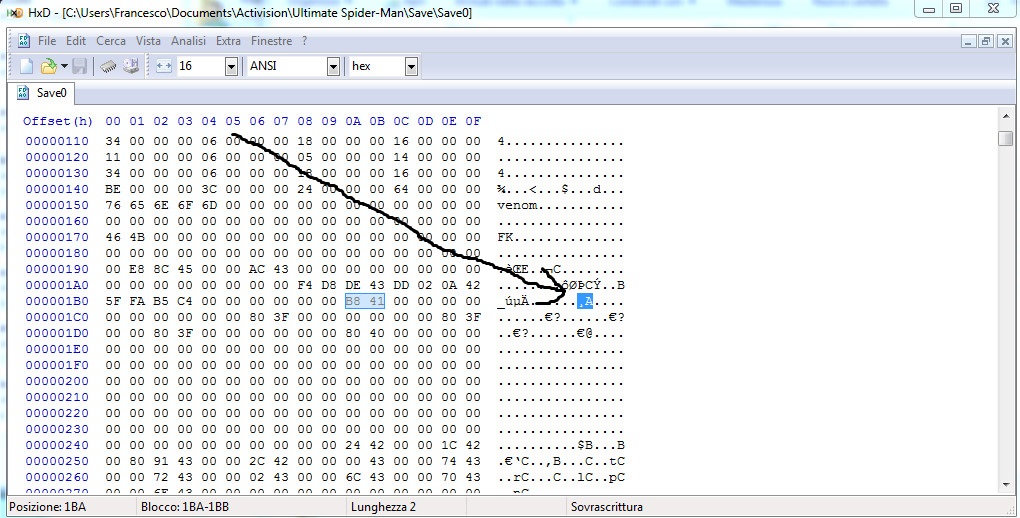 HxD - [C:\Users\Francesco\Documents\Activision\Ultimate Spider-Man\Save\Save0]
File Edit Cerca Vista Analisi Extra Finestre ?
16 ANSI hex
Save0
Offset(h) 00 01 02 03 04 05 06 07 08 09 0A 0B 0C 0D 0E 0F
00000110 34 00 00 00 06 00 00 00 18 00 00 00 16 00 00 00 4...............
00000120 11 00 00 00 06 00 00 00 05 00 00 00 14 00 00 00 ................
00000130 34 00 00 00 06 00 00 00 18 00 00 00 16 00 00 00 4...............
00000140 BE 00 00 00 3C 00 00 00 24 00 00 00 64 00 00 00 ¾...<...$...d...
00000150 76 65 6E 6F 6D 00 00 00 00 00 00 00 00 00 00 00 venom...........
00000160 00 00 00 00 00 00 00 00 00 00 00 00 00 00 00 00 ................
00000170 46 4B 00 00 00 00 00 00 00 00 00 00 00 00 00 00 FK..............
00000180 00 00 00 00 00 00 00 00 00 00 00 00 00 00 00 00 ................
00000190 00 E8 8C 45 00 00 AC 43 00 00 00 00 00 00 00 00 .èŒE..¬C........
000001A0 00 00 00 00 00 00 00 00 F4 D8 DE 43 DD 02 0A 42 ........ôØÞCÝ..B
000001B0 5F FA B5 C4 00 00 00 00 00 00 B8 41 00 00 00 00 _úµÄ......¸A....
000001C0 00 00 00 00 00 00 80 3F 00 00 00 00 00 00 80 3F ......€?......€?
000001D0 00 00 80 3F 00 00 00 00 00 00 80 40 00 00 00 00 ..€?......€@....
000001E0 00 00 00 00 00 00 00 00 00 00 00 00 00 00 00 00 ................
000001F0 00 00 00 00 00 00 00 00 00 00 00 00 00 00 00 00 ................
00000200 00 00 00 00 00 00 00 00 00 00 00 00 00 00 00 00 ................
00000210 00 00 00 00 00 00 00 00 00 00 00 00 00 00 00 00 ................
00000220 00 00 00 00 00 00 00 00 00 00 00 00 00 00 00 00 ................
00000230 00 00 00 00 00 00 00 00 00 00 00 00 00 00 00 00 ................
00000240 00 00 00 00 00 00 00 00 00 00 24 42 00 00 1C 42 ..........$B...B
00000250 00 80 91 43 00 00 2C 42 00 00 00 43 00 00 74 43 .€‘C..,B...C..tC
00000260 00 00 72 43 00 00 02 43 00 00 6C 43 00 00 70 43 ..rC...C..lC..pC
Posizione: 1BA Blocco: 1BA-1BB Lunghezza 2 Sovrascrittura